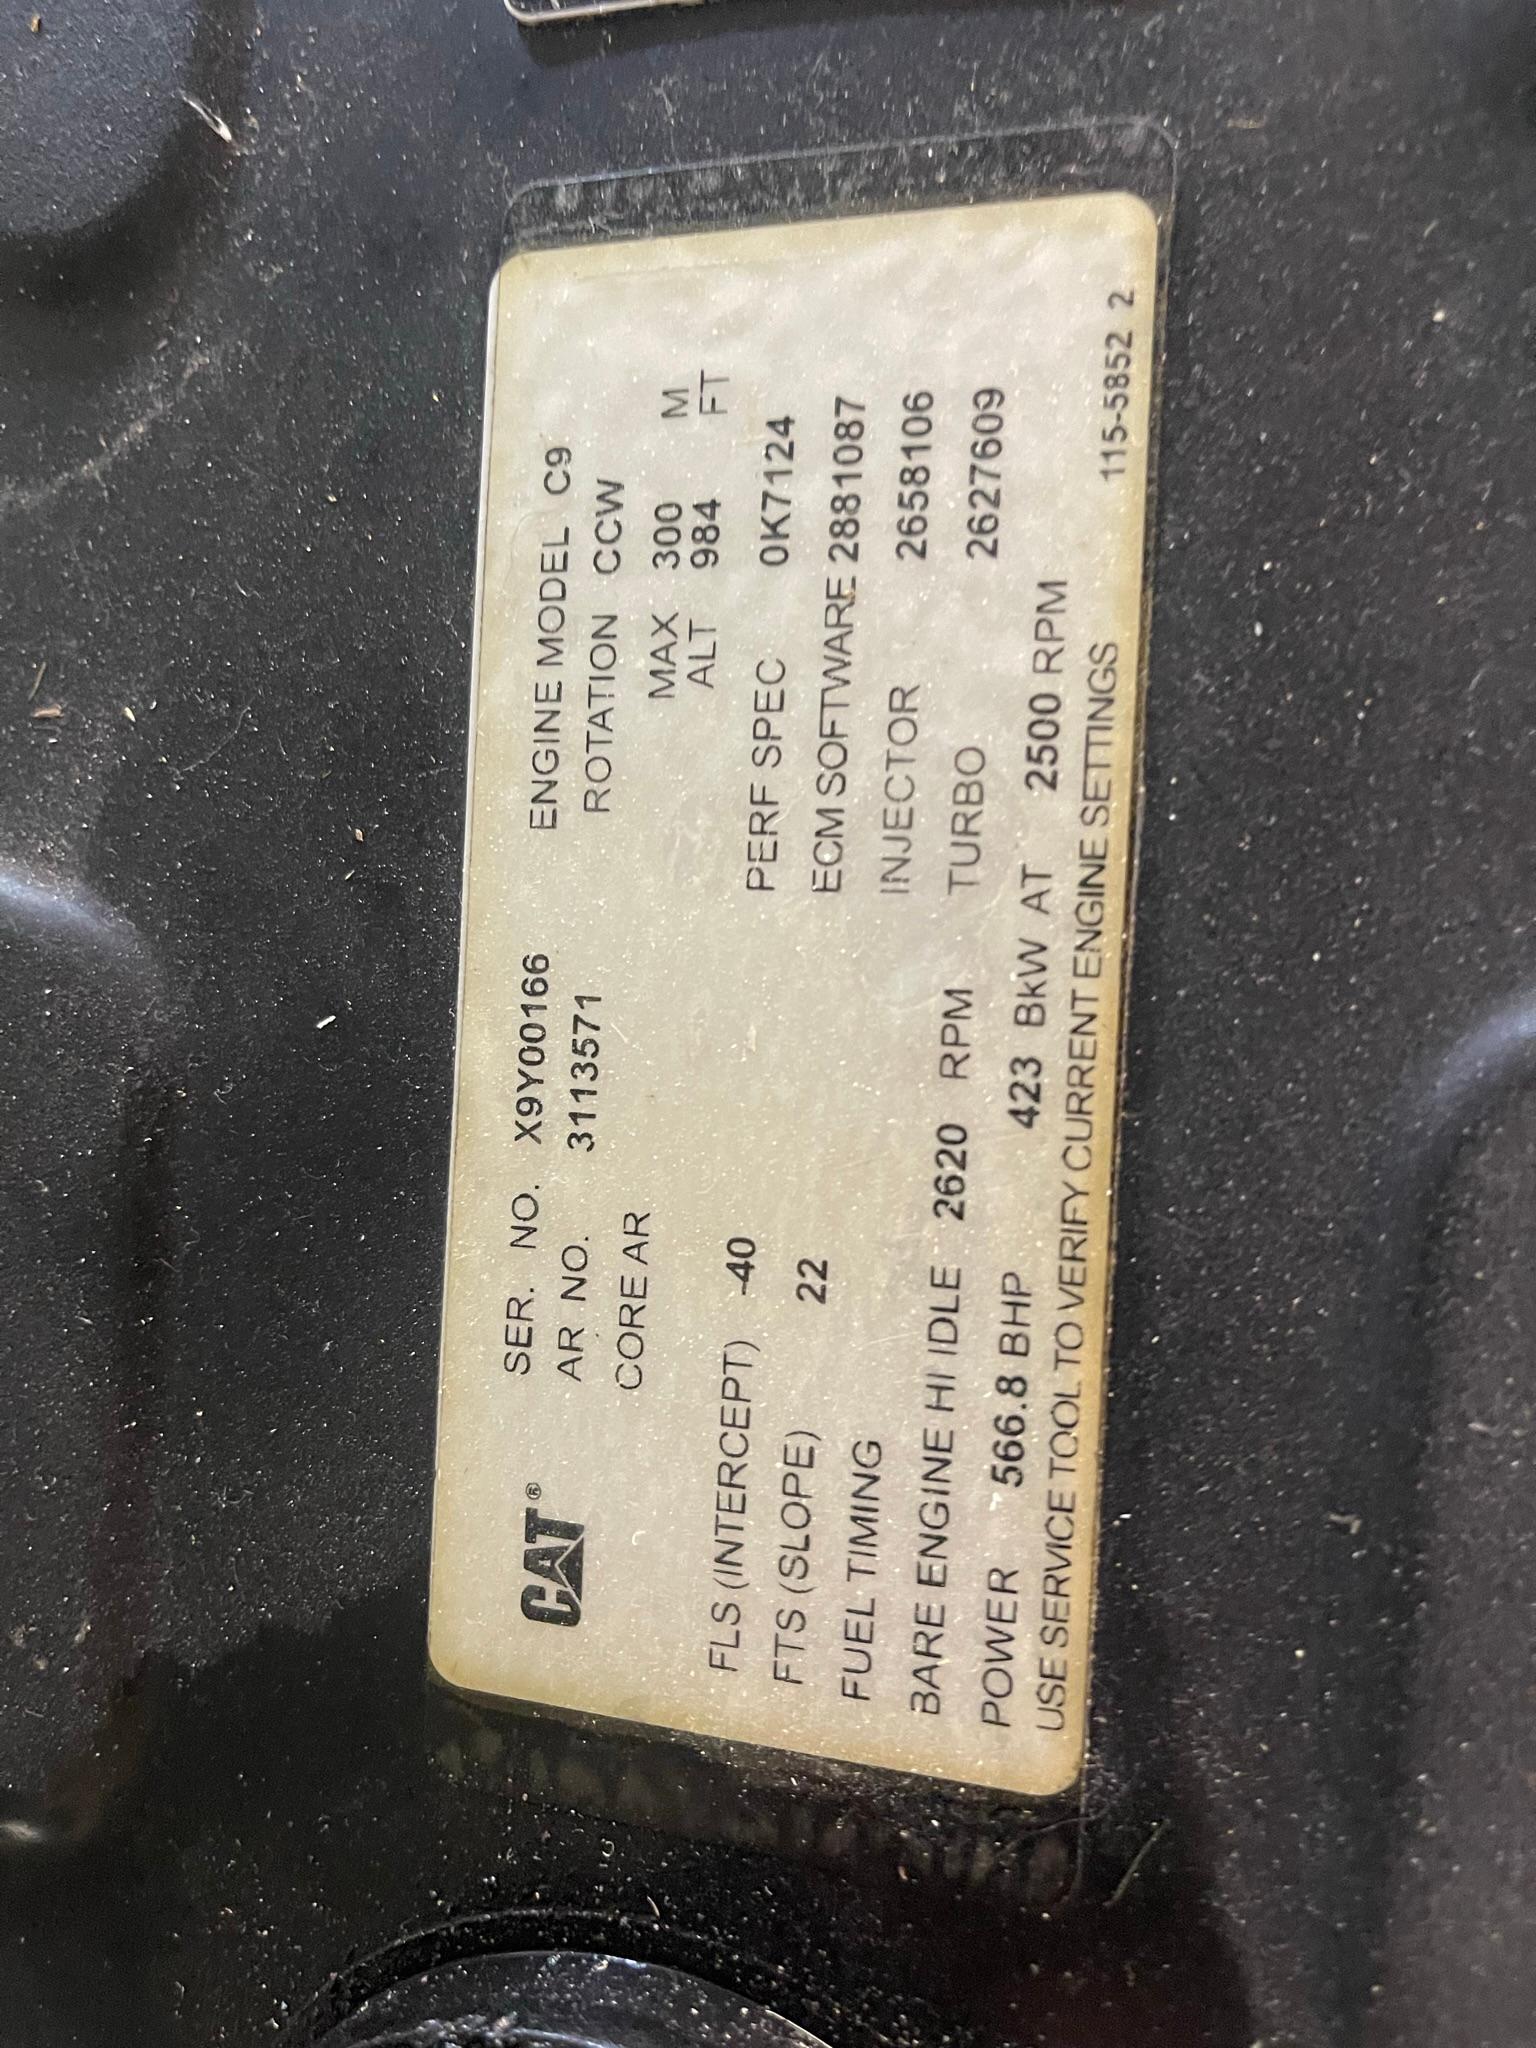 CAT®
SER. NO. X9Y00166 ENGINE MODEL C9
AR NO. 3113571 ROTATION CCW
CORE AR MAX 300 M
ALT 984 FT
FLS (INTERCEPT) -40 PERF SPEC 0K7124
FTS (SLOPE) 22 ECM SOFTWARE 2881087
FUEL TIMING INJECTOR 2658106
BARE ENGINE HI IDLE 2620 RPM TURBO 2627609
POWER 566.8 BHP 423 BkW AT 2500 RPM
USE SERVICE TOOL TO VERIFY CURRENT ENGINE SETTINGS
115-5852 2